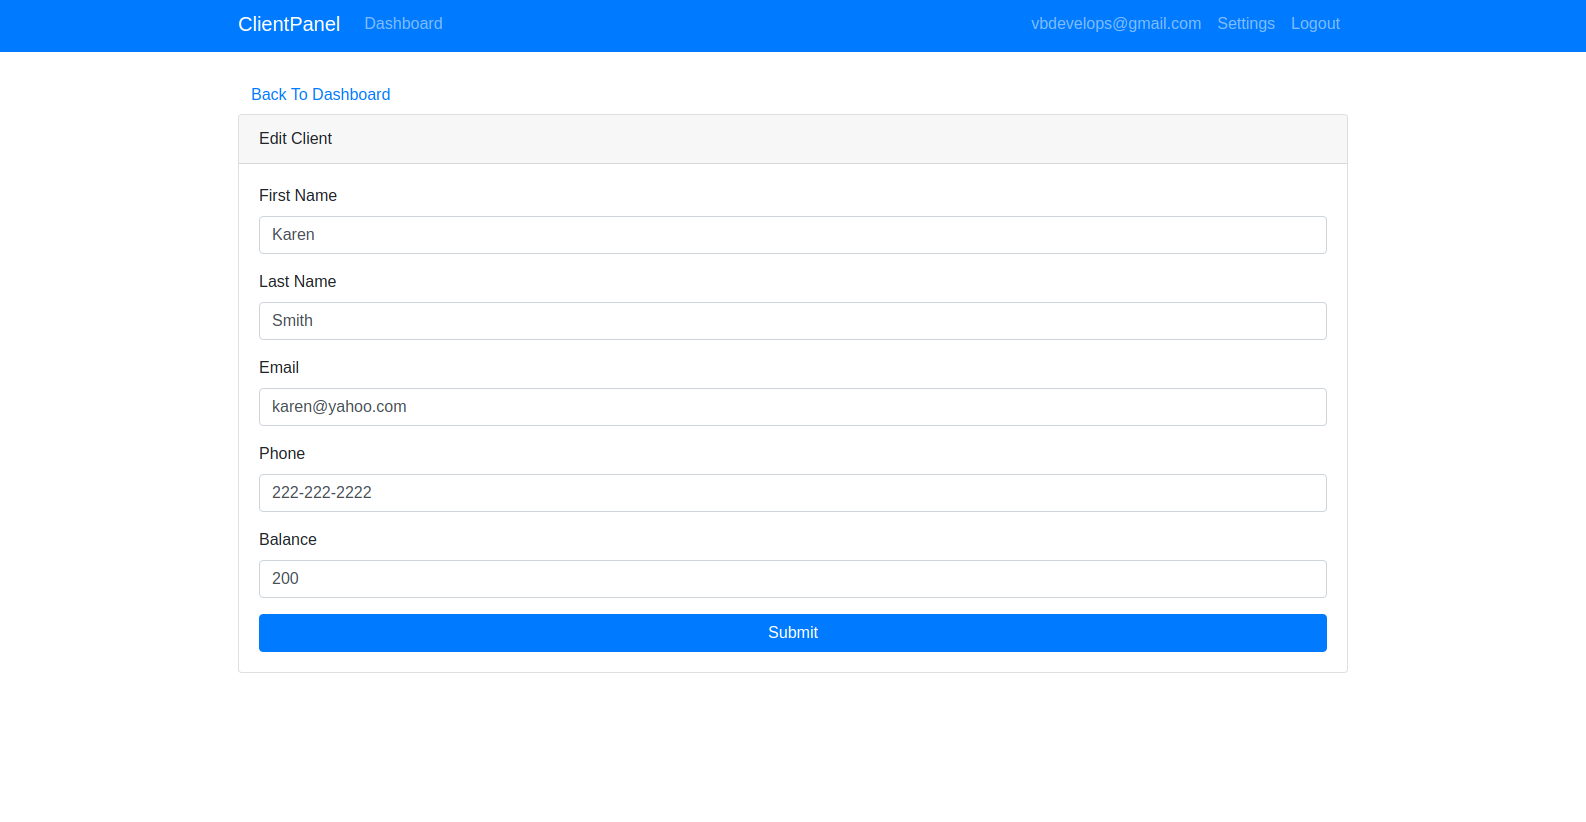 ClientPanel Dashboard vbdevelops@gmail.com Settings Logout
Back To Dashboard
Edit Client
First Name
Karen
Last Name
Smith
Email
karen@yahoo.com
Phone
222-222-2222
Balance
200
Submit